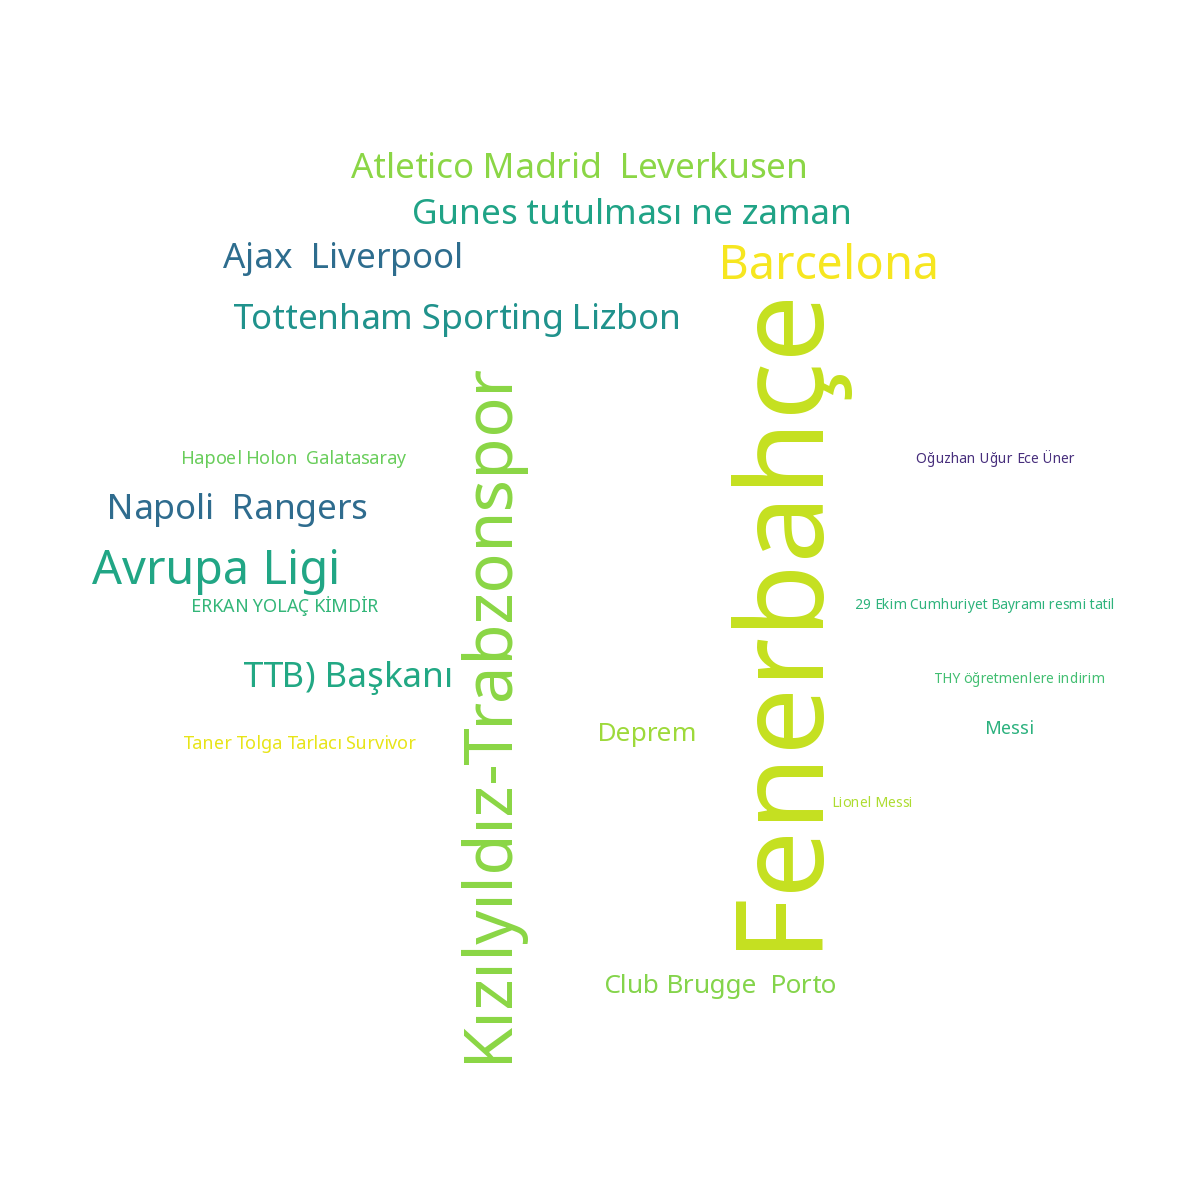 Atletico Madrid  Leverkusen
Gunes tutulması ne zaman
Ajax  Liverpool
Barcelona
Tottenham Sporting Lizbon
Fenerbahçe
Kızılyıldız-Trabzonspor
Hapoel Holon  Galatasaray
Oğuzhan Uğur Ece Üner
Napoli  Rangers
Avrupa Ligi
ERKAN YOLAÇ KİMDİR
29 Ekim Cumhuriyet Bayramı resmi tatil
TTB) Başkanı
THY öğretmenlere indirim
Messi
Deprem
Taner Tolga Tarlacı Survivor
Lionel Messi
Club Brugge  Porto